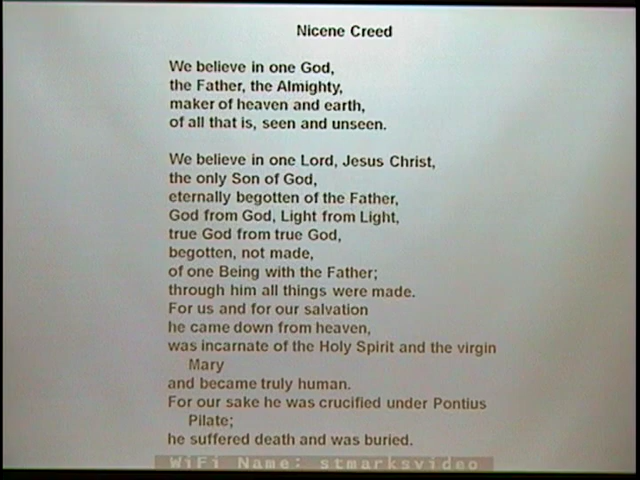 Nicene Creed
We believe in one God,
the Father, the Almighty,
maker of heaven and earth,
of all that is, seen and unseen.
We believe in one Lord, Jesus Christ,
the only Son of God,
eternally begotten of the Father,
God from God, Light from Light,
true God from true God,
begotten, not made,
of one Being with the Father;
through him all things were made.
For us and for our salvation
he came down from heaven,
was incarnate of the Holy Spirit and the virgin
Mary
and became truly human.
For our sake he was crucified under Pontius
Pilate;
he suffered death and was buried.
WiFi Name: stmarksvideo